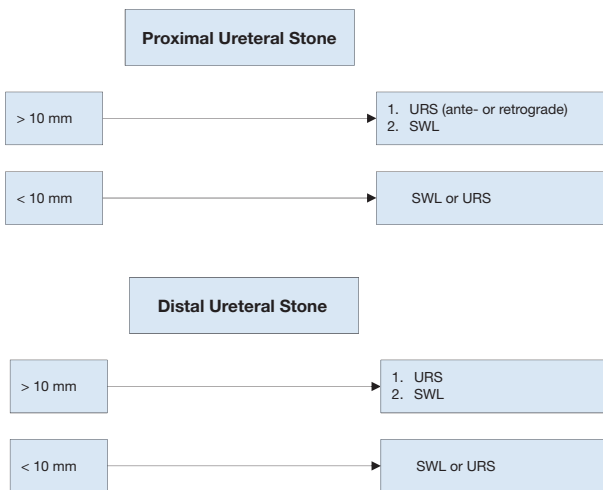 Proximal Ureteral Stone
> 10 mm
1. URS (ante- or retrograde)
2. SWL
< 10 mm
SWL or URS
Distal Ureteral Stone
> 10 mm
1. URS
2. SWL
< 10 mm
SWL or URS